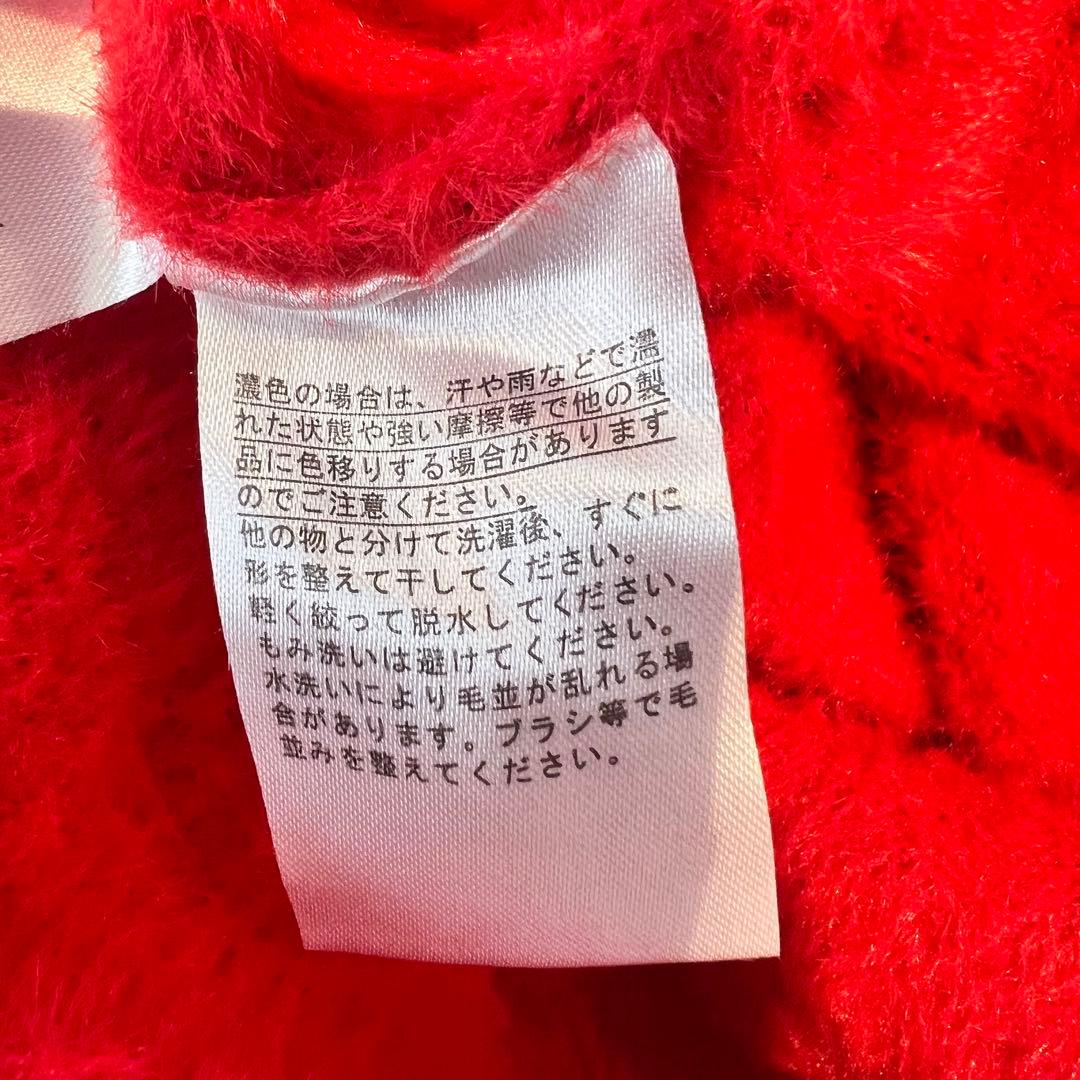 濃色の場合は、汗や雨などで濡
れた状態や強い摩擦等で他の製
品に色移りする場合があります
のでご注意ください。
他の物と分けて洗濯後、すぐに
形を整えて干してください。
軽く絞って脱水してください。
もみ洗いは避けてください。
水洗いにより毛並が乱れる場
合があります。ブラシ等で毛
並みを整えてください。